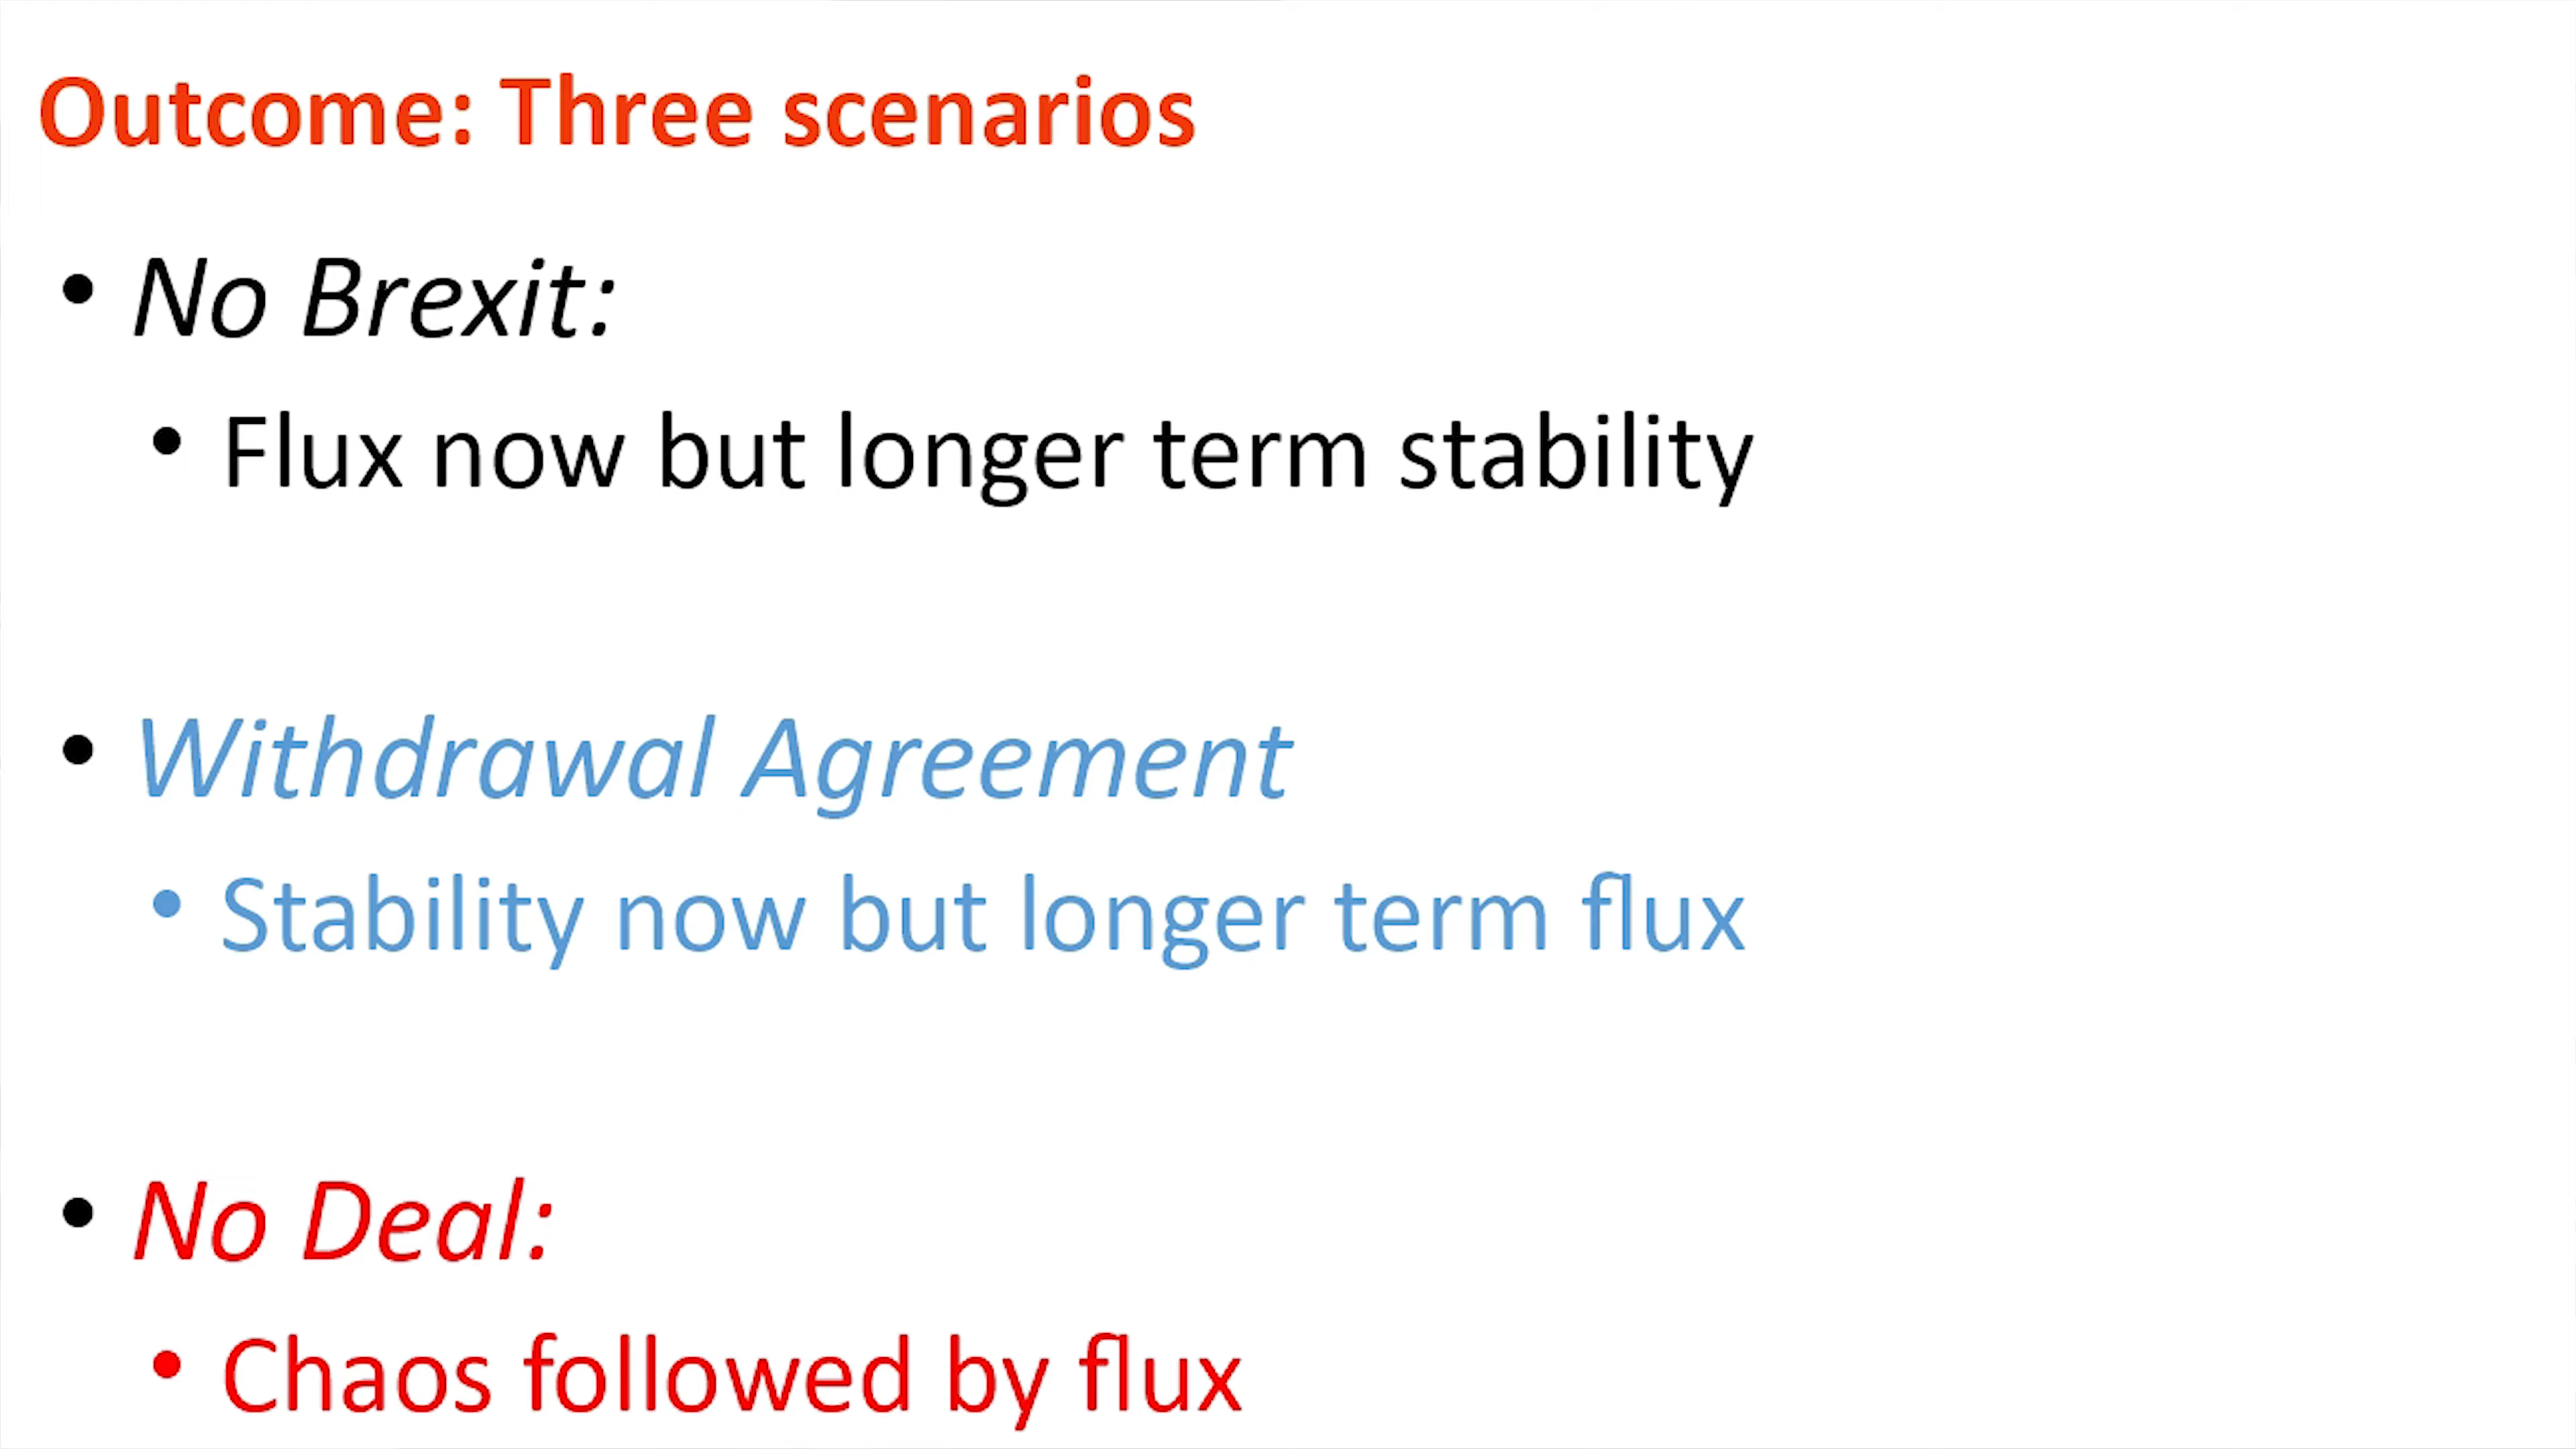 Outcome: Three scenarios
• No Brexit:
• Flux now but longer term stability
• Withdrawal Agreement
• Stability now but longer term flux
• No Deal:
• Chaos followed by flux